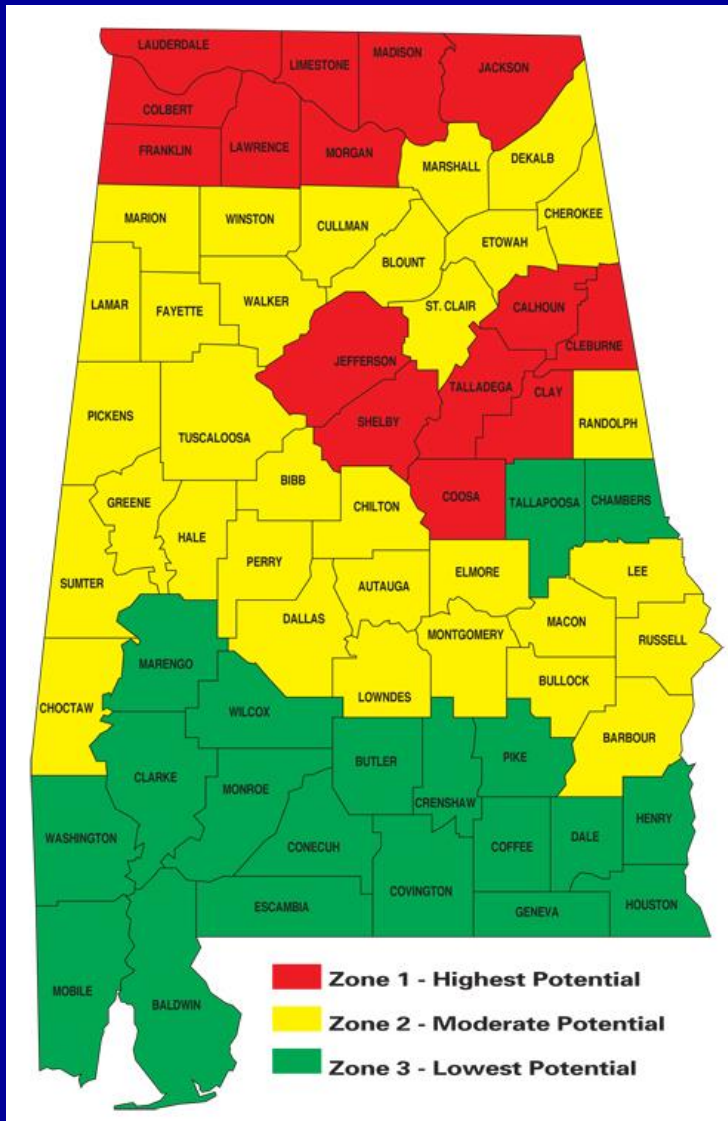 LAUDERDALE
LIMESTONE
MADISON
JACKSON
COLBERT
FRANKLIN
LAWRENCE
MORGAN
MARSHALL
DEKALB
CHEROKEE
MARION
WINSTON
CULLMAN
BLOUNT
ETOWAH
LAMAR
FAYETTE
WALKER
ST. CLAIR
CALHOUN
CLEBURNE
JEFFERSON
TALLADEGA
CLAY
RANDOLPH
PICKENS
TUSCALOOSA
SHELBY
BIBB
COOSA
TALLAPOOSA
CHAMBERS
GREENE
HALE
CHILTON
PERRY
SUMTER
AUTAUGA
ELMORE
LEE
DALLAS
MONTGOMERY
MACON
RUSSELL
MARENGO
CHOCTAW
LOWNDES
BULLOCK
WILCOX
BARBOUR
CLARKE
BUTLER
PIKE
MONROE
CRENSHAW
WASHINGTON
CONECUH
COFFEE
DALE
HENRY
COVINGTON
ESCAMBIA
GENEVA
HOUSTON
MOBILE
BALDWIN
Zone 1 - Highest Potential
Zone 2 - Moderate Potential
Zone 3 - Lowest Potential